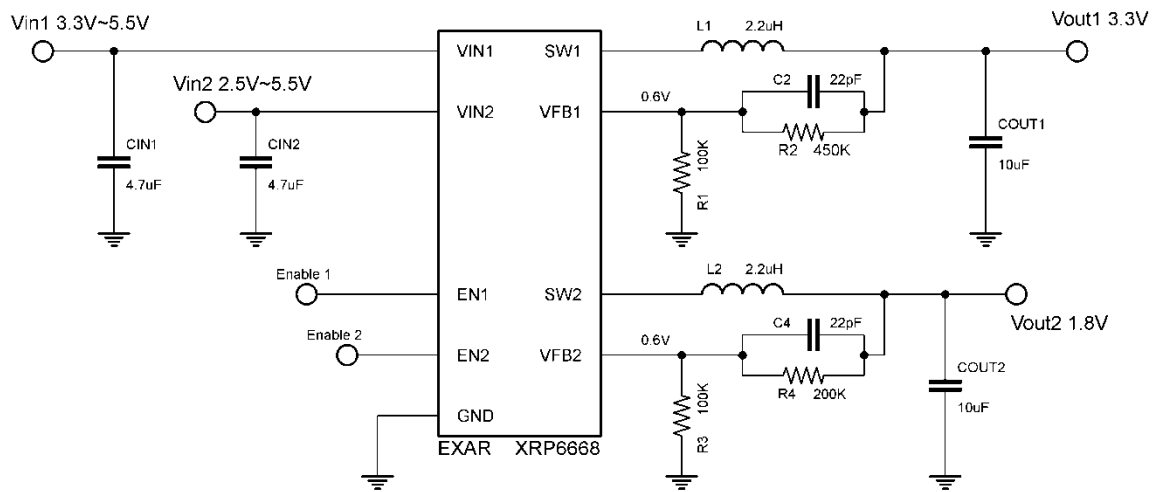 Vin1 3.3V~5.5V
Vin2 2.5V~5.5V
CIN1
4.7uF
CIN2
4.7uF
Enable 1
Enable 2
VIN1
VIN2
EN1
EN2
GND
SW1
VFB1
SW2
VFB2
EXAR XRP6668
L1 2.2uH
C2 22pF
0.6V
R2 450K
R1 100K
Vout1 3.3V
COUT1
10uF
L2 2.2uH
C4 22pF
0.6V
R4 200K
R3 100K
Vout2 1.8V
COUT2
10uF